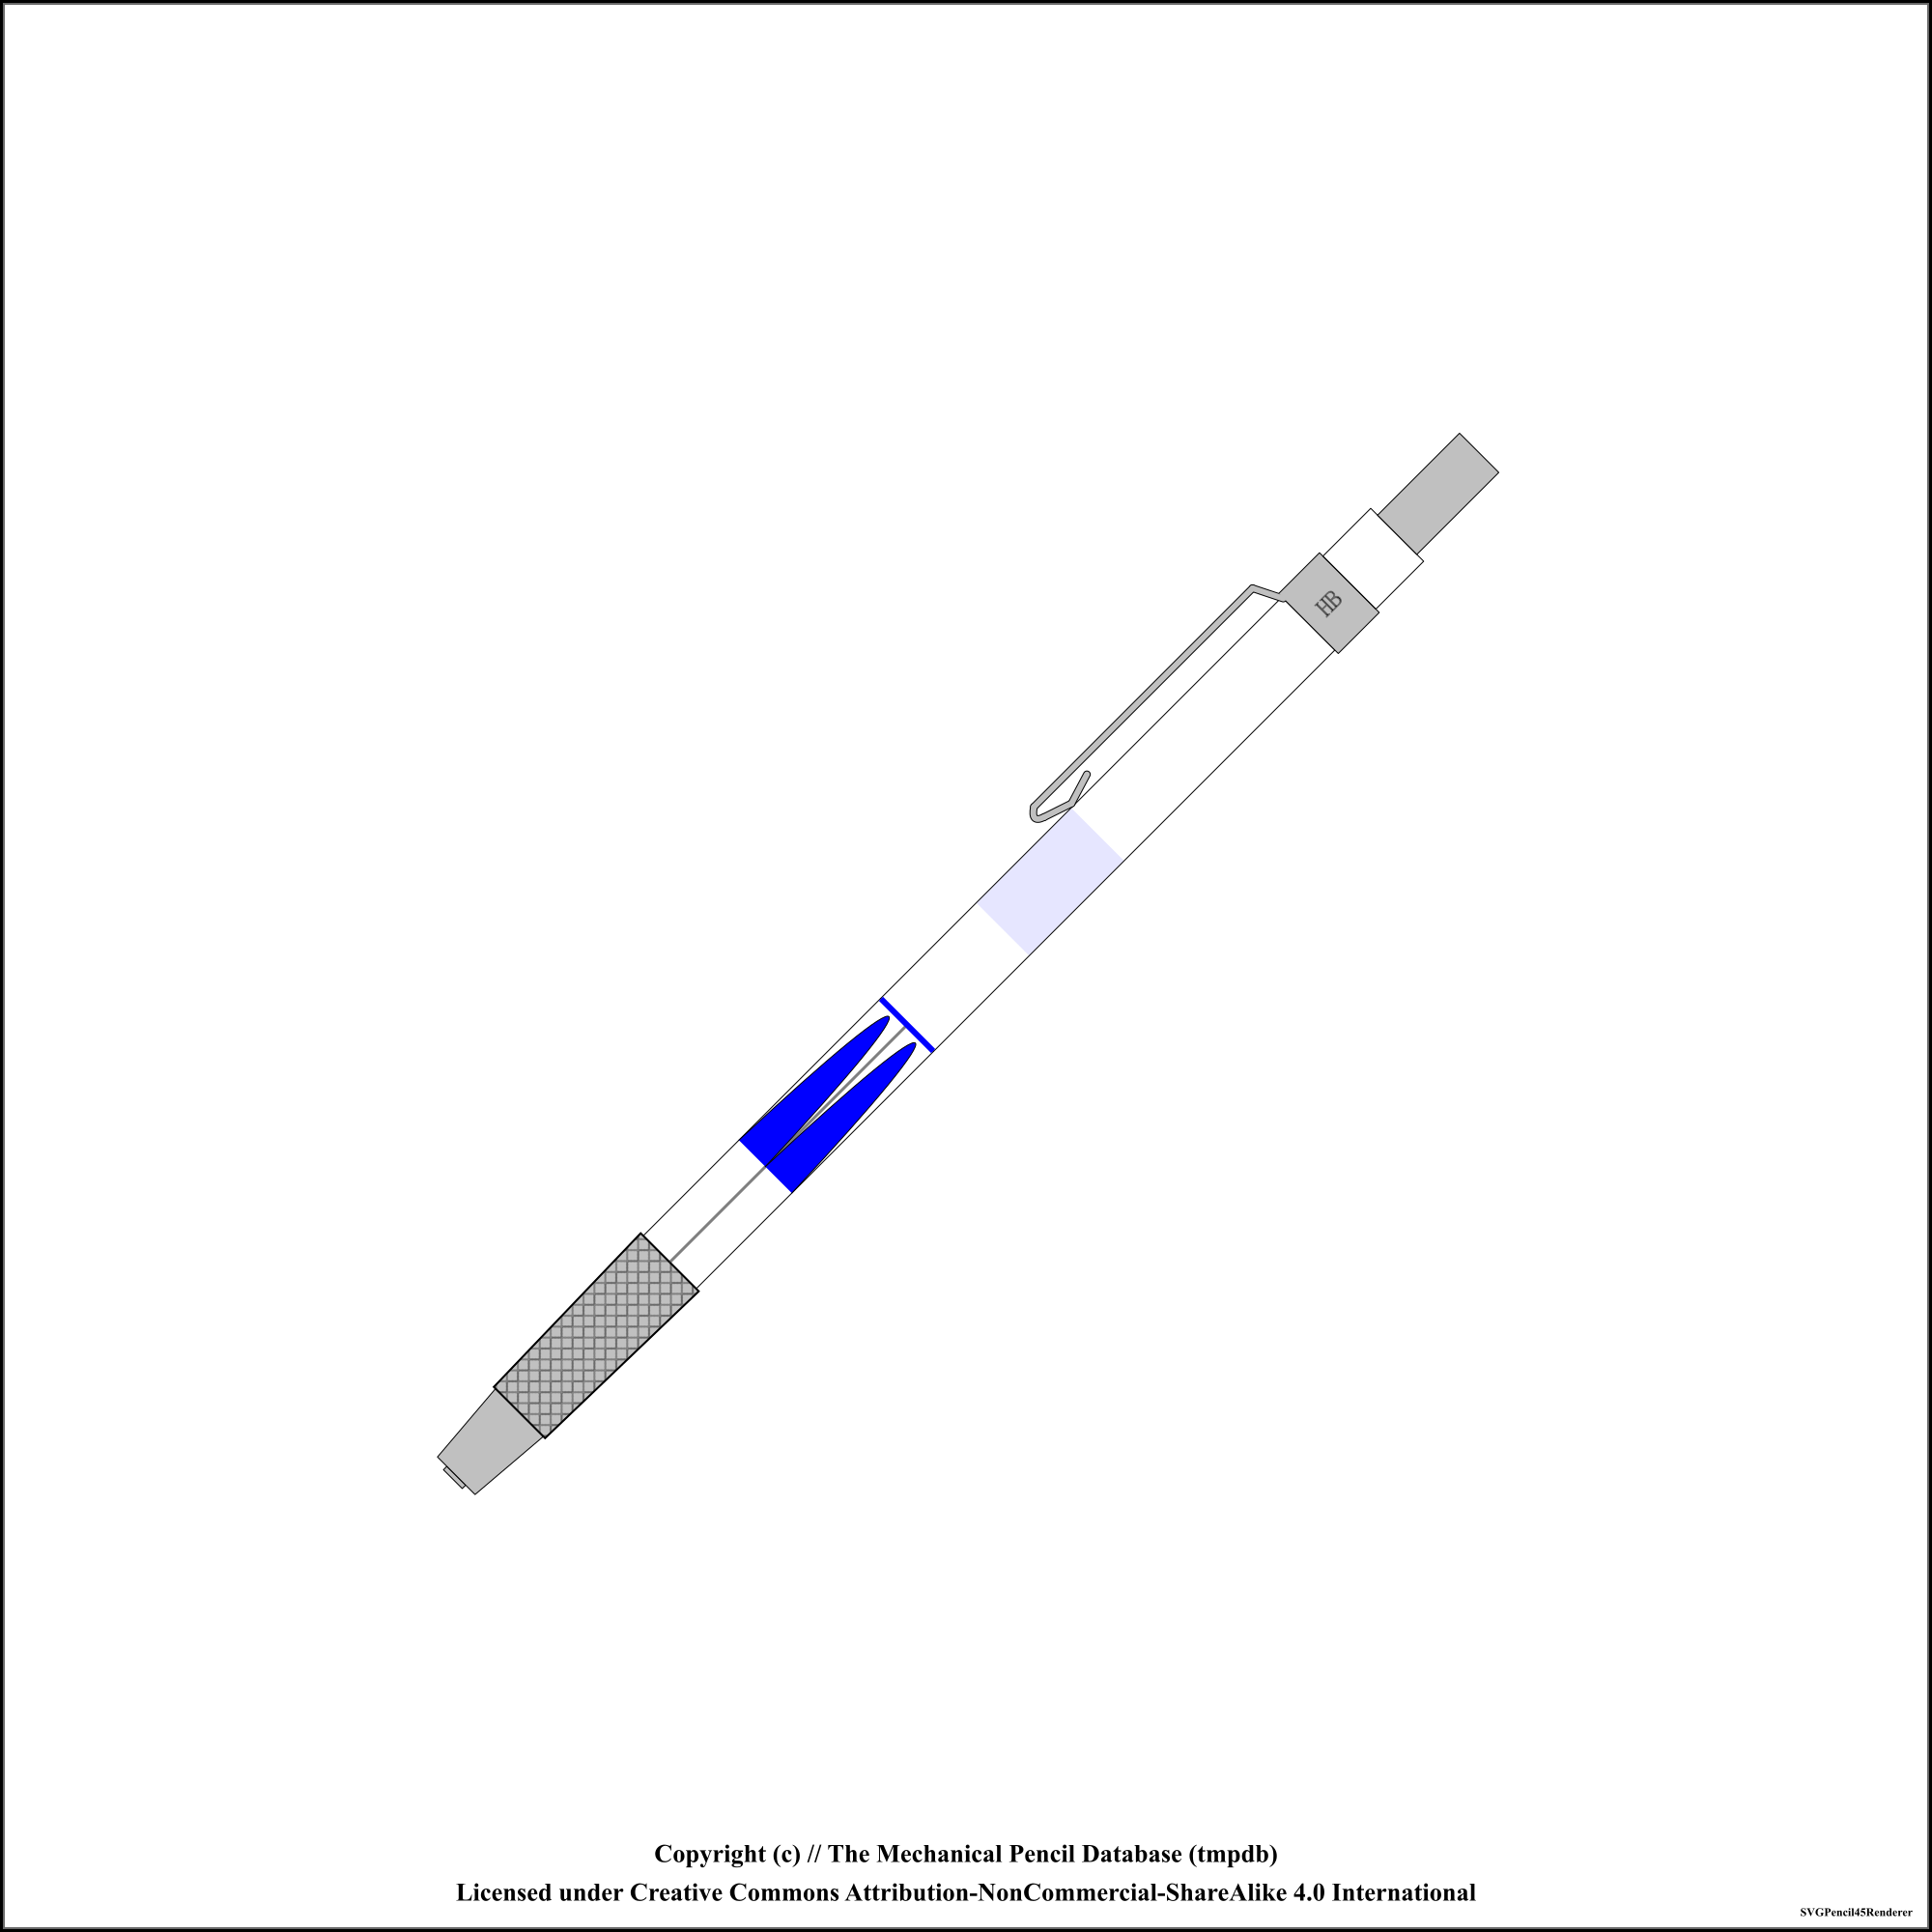 HB
Copyright (c) // The Mechanical Pencil Database (tmpdb)
Licensed under Creative Commons Attribution-NonCommercial-ShareAlike 4.0 International
SVGPencil45Renderer